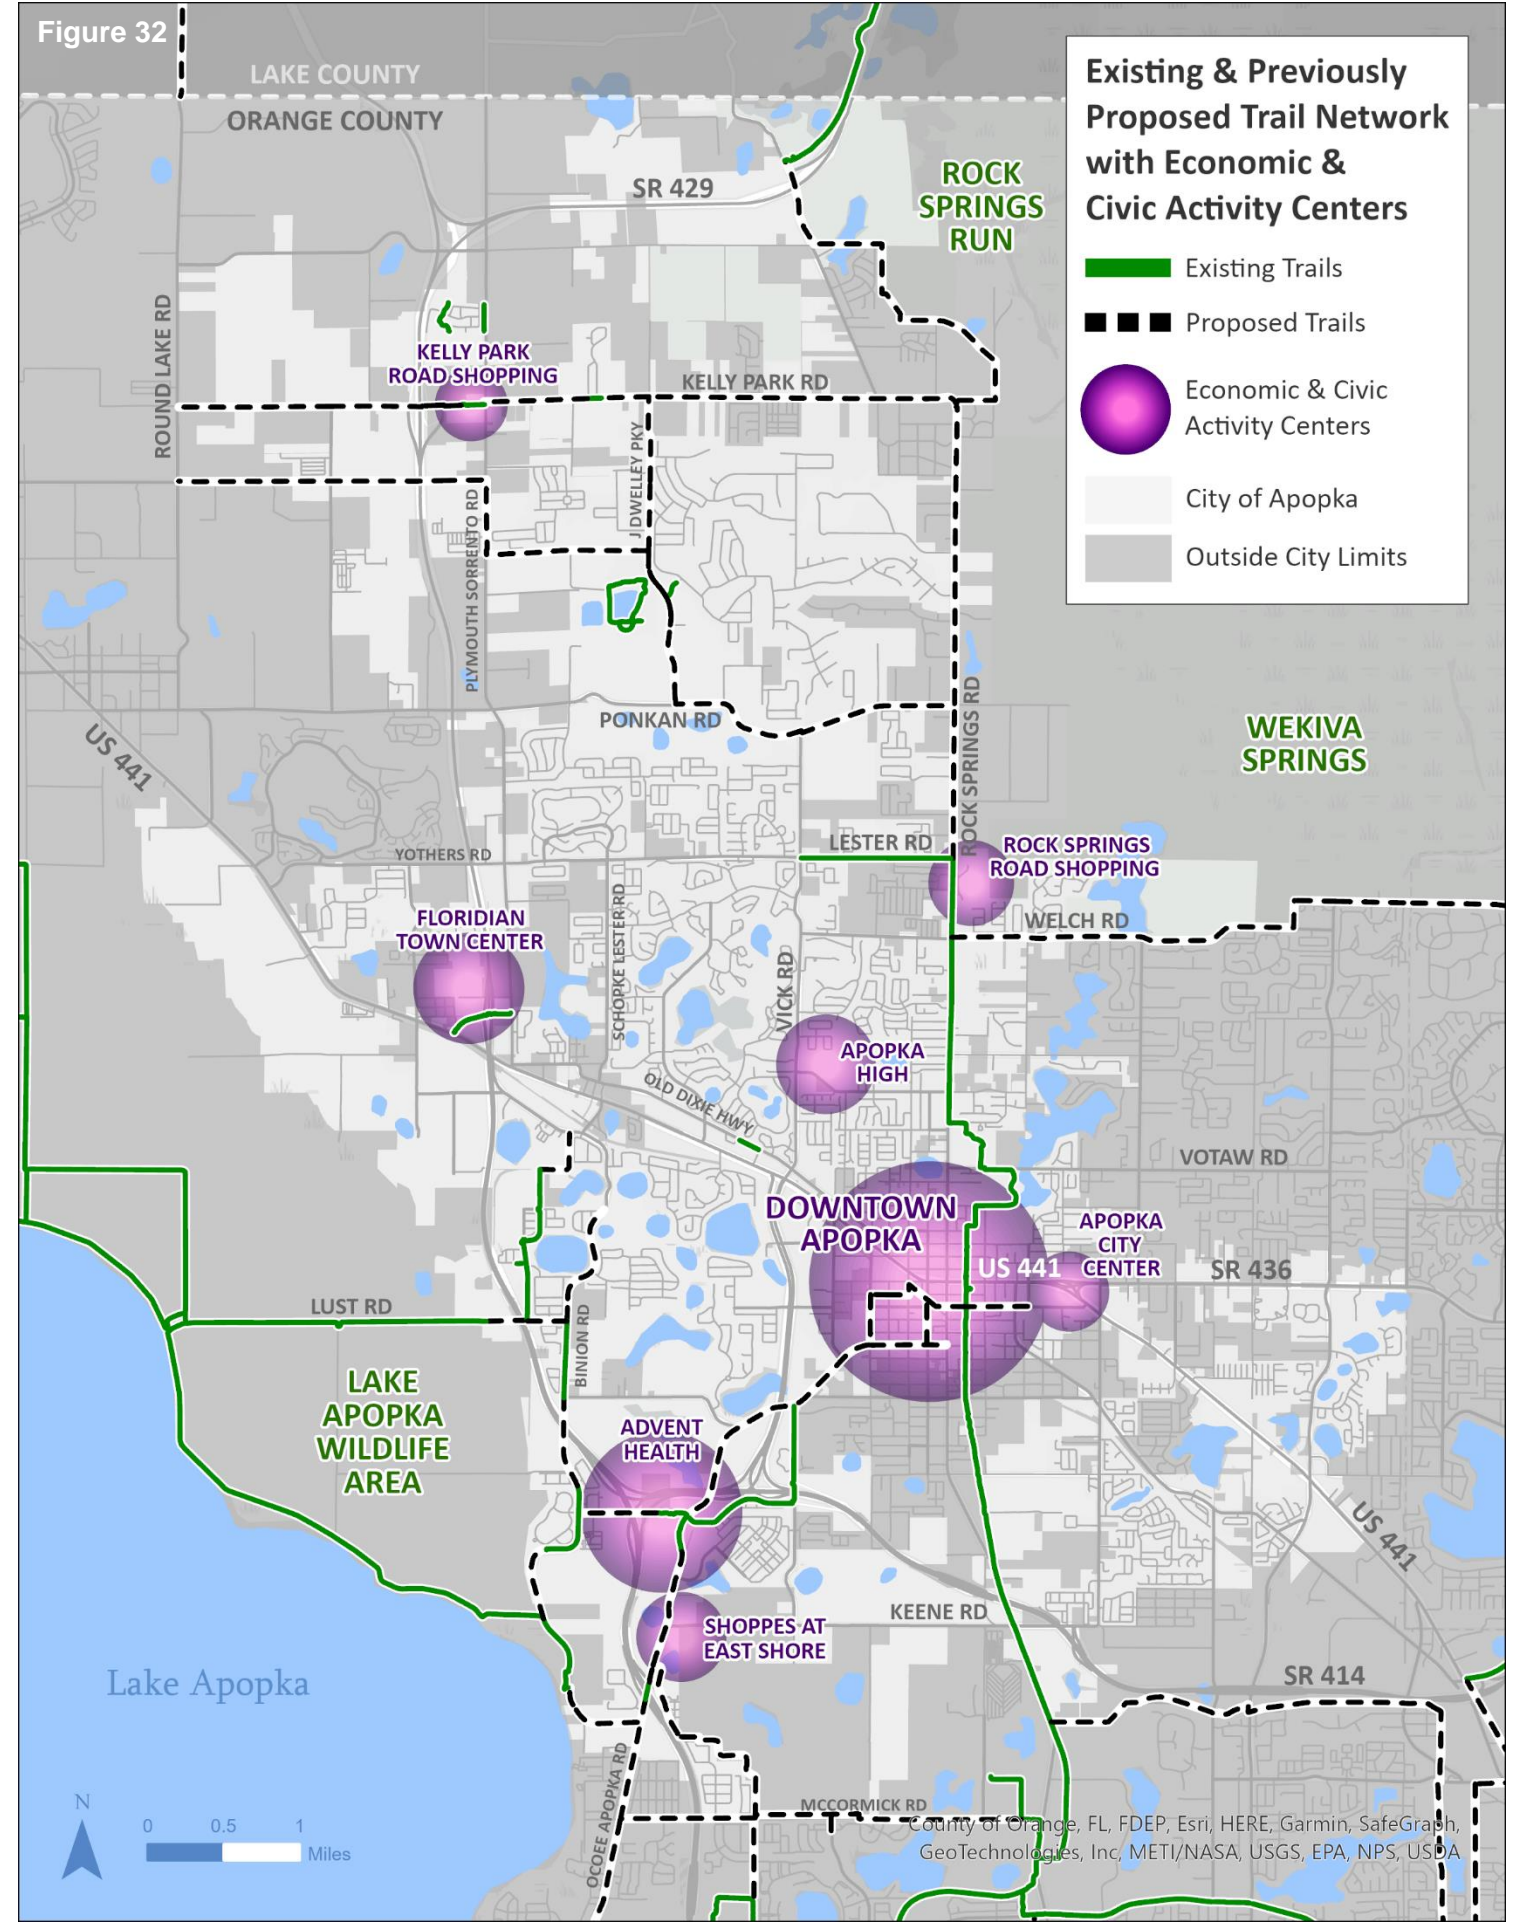 Figure 32
LAKE COUNTY
ORANGE COUNTY
Existing & Previously
Proposed Trail Network
with Economic &
Civic Activity Centers
Existing Trails
Proposed Trails
Economic & Civic
Activity Centers
City of Apopka
Outside City Limits
SR 429
ROCK
SPRINGS
RUN
ROUND LAKE RD
KELLY PARK
ROAD SHOPPING
KELLY PARK RD
JDWELLEY PKY
PLYMOUTH SORRENTO RD
PONKAN RD
ROCK SPRINGS RD
WEKIVA
SPRINGS
US 441
LESTER RD
YOTHERS RD
ROCK SPRINGS
ROAD SHOPPING
FLORIDIAN
TOWN CENTER
SCHOPKE LESTER RD
WELCH RD
VICK RD
APOPKA
HIGH
OLD DIXIE HWY
VOTAW RD
DOWNTOWN
APOPKA
APOPKA
CITY
CENTER
US 441
SR 436
LUST RD
BINION RD
LAKE
APOPKA
WILDLIFE
AREA
ADVENT
HEALTH
US 441
KEENE RD
SHOPPES AT
EAST SHORE
SR 414
Lake Apopka
OCOEE APOPKA RD
MCCORMICK RD
N
0 0.5 1
Miles
County of Orange, FL, FDEP, Esri, HERE, Garmin, SafeGraph,
GeoTechnologies, Inc, METI/NASA, USGS, EPA, NPS, USDA